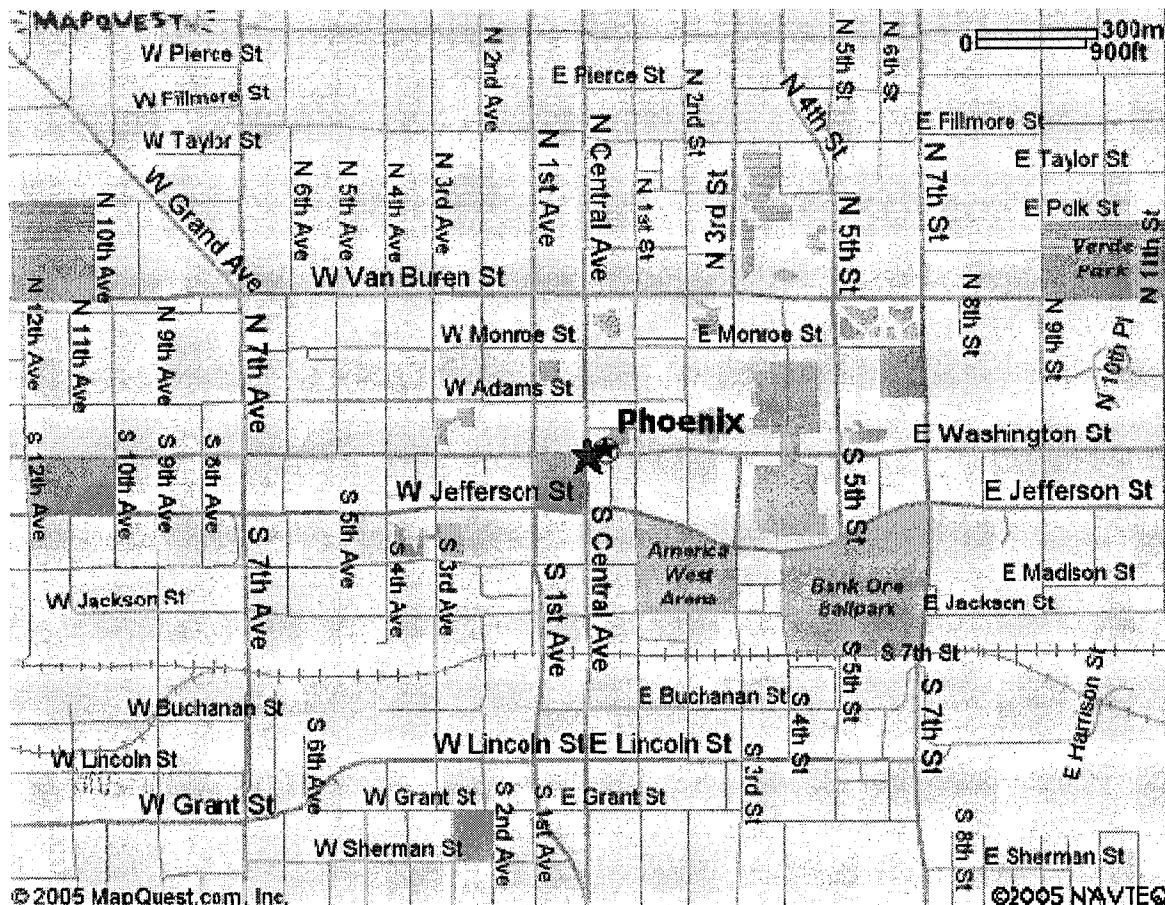 MAPQUEST
300m
0
900ft
W Pierce St
N 2nd Ave
E Pierce St
N 2nd St
N 4th St
N 5th St
N 6th St
W Fillmore St
E Fillmore St
W Taylor St
E Taylor St
W Grand Ave
N 10th Ave
N 6th Ave
N 5th Ave
N 4th Ave
N 3rd Ave
N 1st Ave
N Central Ave
N 1st St
N 3rd St
N 5th St
N 7th St
E Polk St
Verde
Park
N 11th St
W Van Buren St
N 12th Ave
N 11th Ave
N 9th Ave
N 7th Ave
W Monroe St
E Monroe St
N 8th St
N 9th St
N 10th Pl
W Adams St
Phoenix
E Washington St
S 12th Ave
S 10th Ave
S 9th Ave
S 8th Ave
W Jefferson St
E Jefferson St
S 5th St
S 7th Ave
S 5th Ave
S 4th Ave
S 3rd Ave
S 1st Ave
S Central Ave
America
West
Arena
Bank One
Ballpark
E Madison St
W Jackson St
E Jackson St
S 7th St
W Buchanan St
E Buchanan St
S 4th St
S 5th St
S 7th St
E Harrison St
W Lincoln St
S 6th Ave
W Lincoln St
E Lincoln St
S 3rd St
W Grant St
W Grant St
S 2nd Ave
S 1st Ave
E Grant St
W Sherman St
S 8th St
E Sherman St
© 2005 MapQuest.com, Inc.
©2005 NAVTEQ